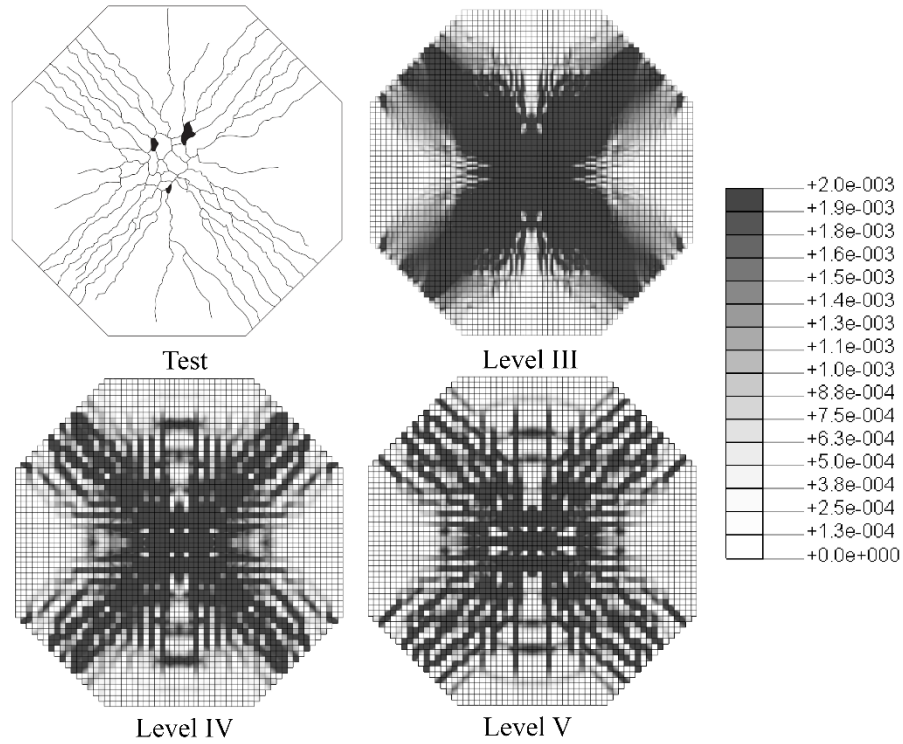 Test
Level III
+2.0e-003
+1.9e-003
+1.8e-003
+1.6e-003
+1.5e-003
+1.4e-003
+1.3e-003
+1.1e-003
+1.0e-003
+8.8e-004
+7.5e-004
+6.3e-004
+5.0e-004
+3.8e-004
+2.5e-004
+1.3e-004
+0.0e+000
Level IV
Level V